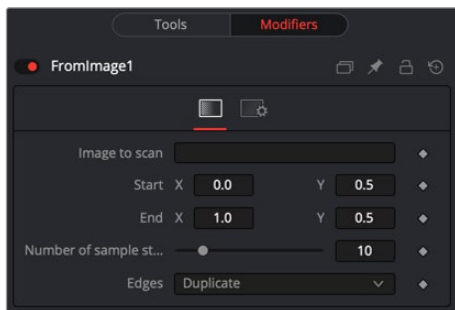 Tools Modifiers
FromImage1
Image to scan
Start X 0.0 Y 0.5
End X 1.0 Y 0.5
Number of sample st... 10
Edges Duplicate